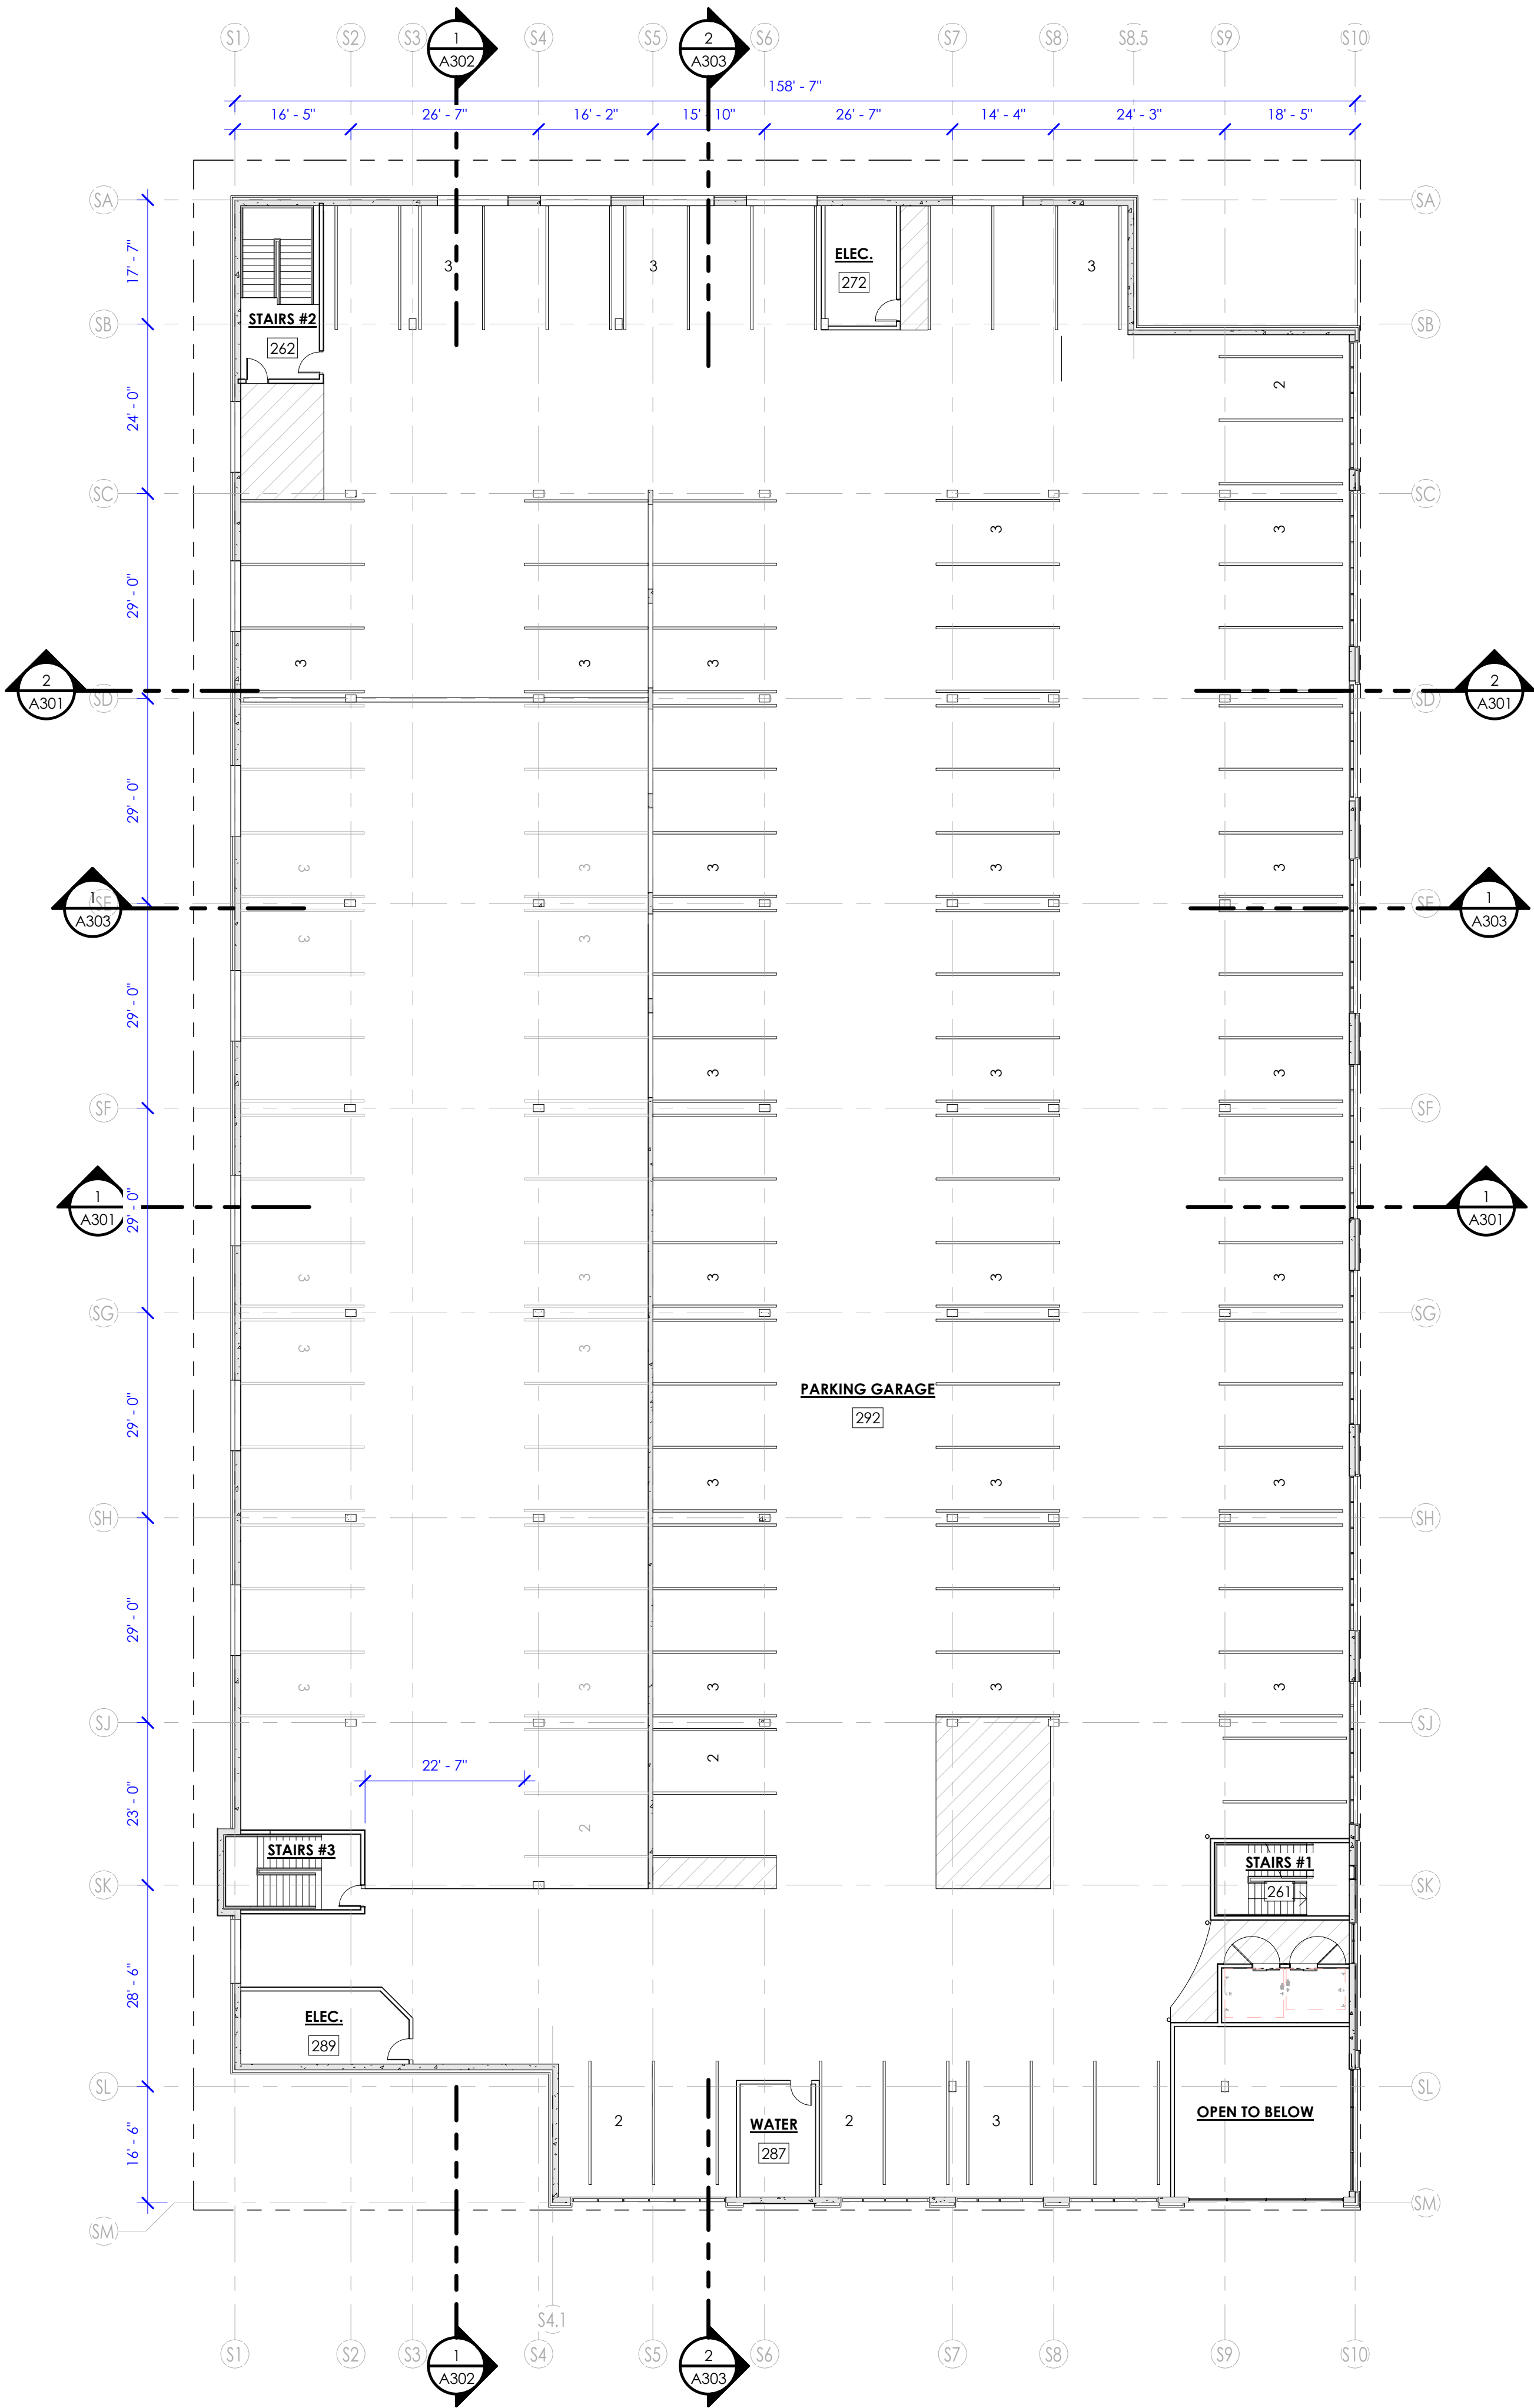 S1 S2 S3 S4 S5 S6 S7 S8 S8.5 S9 S10
1
A302
2
A303
158' - 7"
16' - 5" 26' - 7" 16' - 2" 15' - 10" 26' - 7" 14' - 4" 24' - 3" 18' - 5"
SA SA
17' - 7"
3 3 3
ELEC.
272
SB SB
STAIRS #2
262
24' - 0"
2
SC SC
3 3
29' - 0"
3 3 3
2
A301
2
A301
SD SD
29' - 0"
3 3 3 3 3
1
A303
1
A303
SE SE
3 3
29' - 0"
3 3 3
SF SF
1
A301
1
A301
29' - 0"
3 3 3 3 3
SG SG
3 3
PARKING GARAGE
292
29' - 0"
3 3 3
SH SH
29' - 0"
3 3 3 3 3
SJ SJ
2
22' - 7"
23' - 0"
2
STAIRS #3
STAIRS #1
261
SK SK
28' - 6"
ELEC.
289
SL SL
OPEN TO BELOW
2 2 3
WATER
287
16' - 6"
SM SM
S4.1
S1 S2 S3 S4 S5 S6 S7 S8 S9 S10
1
A302
2
A303